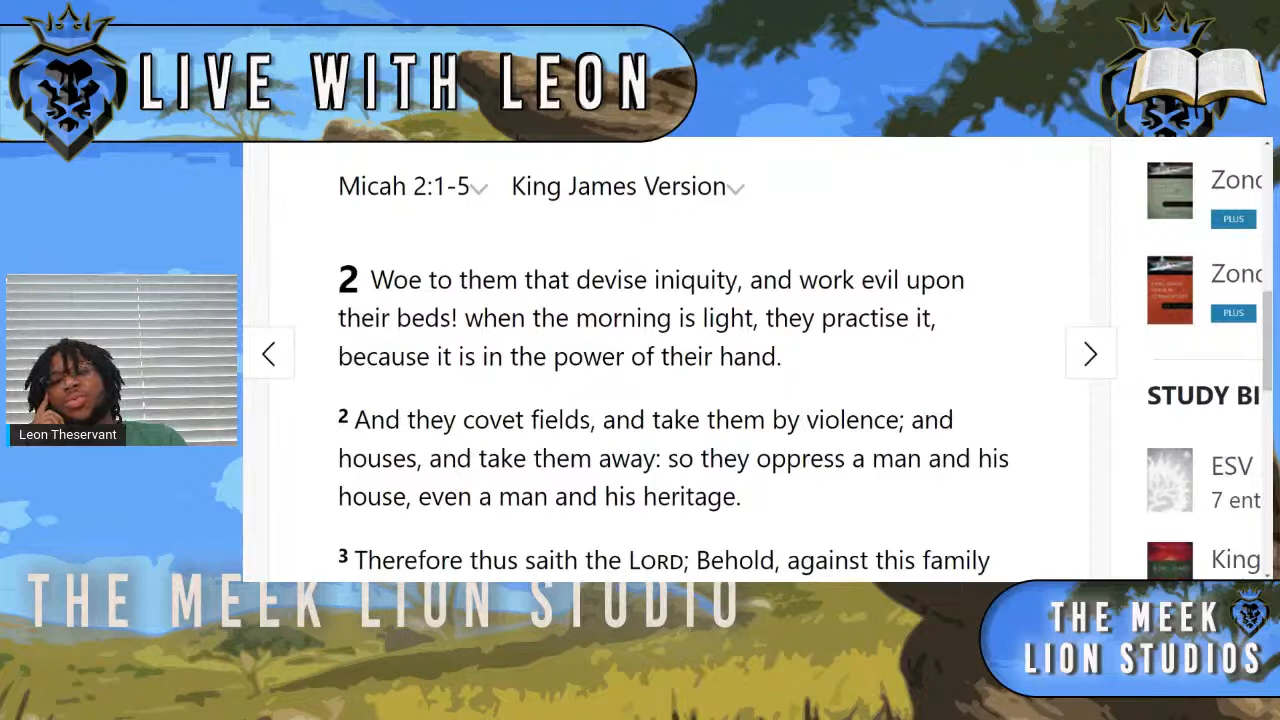 LIVE WITH LEON
Micah 2:1-5 King James Version
2 Woe to them that devise iniquity, and work evil upon
their beds! when the morning is light, they practise it,
because it is in the power of their hand.
2 And they covet fields, and take them by violence; and
houses, and take them away: so they oppress a man and his
house, even a man and his heritage.
3 Therefore thus saith the LORD; Behold, against this family
Zond
PLUS
Zond
PLUS
STUDY BI
ESV
7 ent
King
Leon Theservant
THE MEEK LION STUDIO
THE MEEK
LION STUDIOS